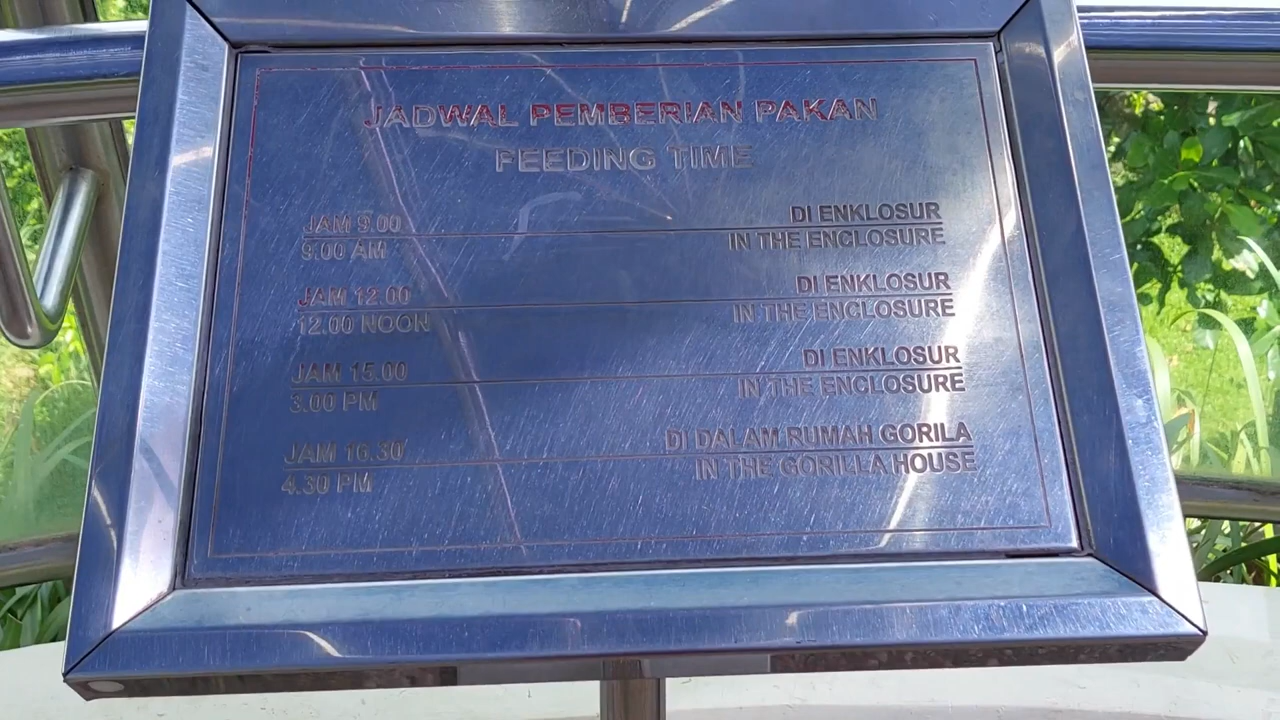 JADWAL PEMBERIAN PAKAN
FEEDING TIME
JAM 9.00 DI ENKLOSUR
9.00 AM IN THE ENCLOSURE
JAM 12.00 DI ENKLOSUR
12.00 NOON IN THE ENCLOSURE
JAM 15.00 DI ENKLOSUR
3.00 PM IN THE ENCLOSURE
JAM 16.30 DI DALAM RUMAH GORILA
4.30 PM IN THE GORILLA HOUSE